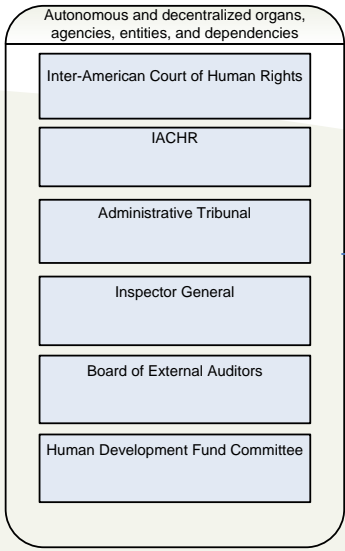 Autonomous and decentralized organs,
agencies, entities, and dependencies
Inter-American Court of Human Rights
IACHR
Administrative Tribunal
Inspector General
Board of External Auditors
Human Development Fund Committee